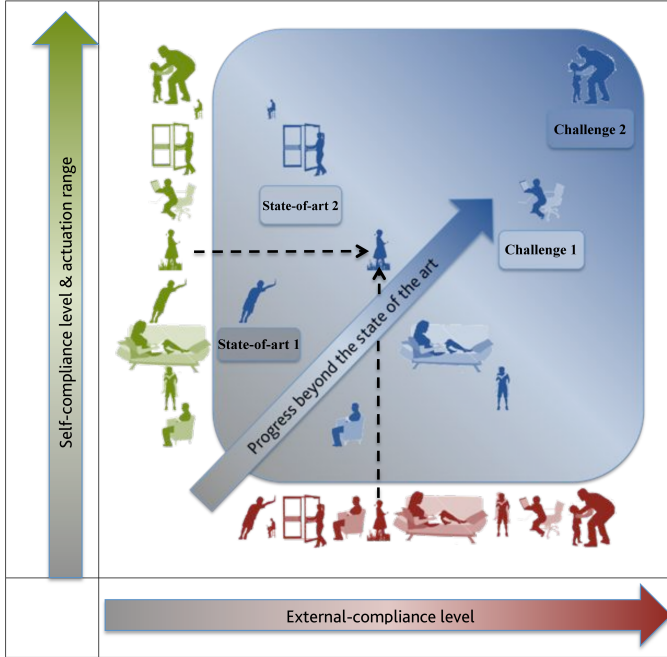 Challenge 2
State-of-art 2
Challenge 1
State-of-art 1
Progress beyond the state of the art
Self-compliance level & actuation range
External-compliance level